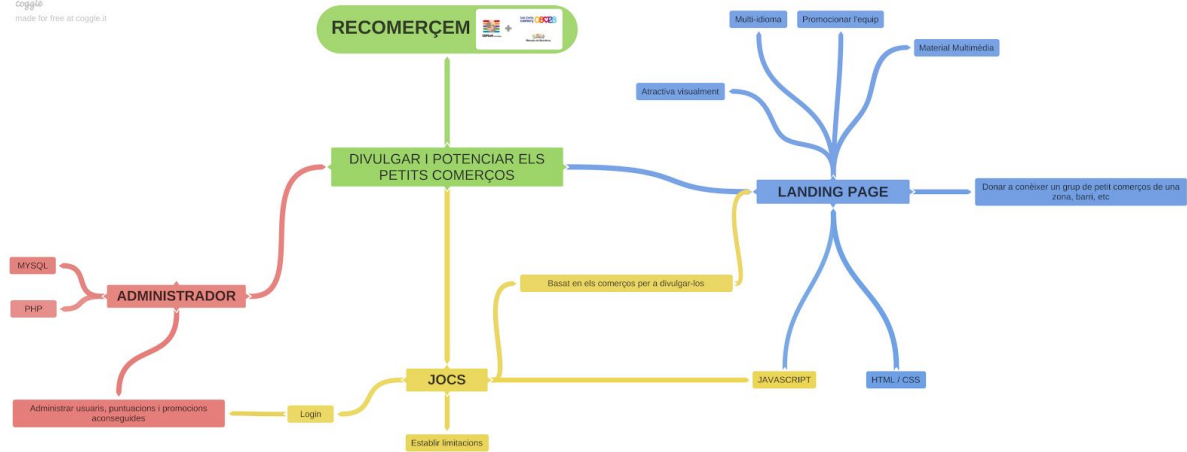 coggle
made for free at coggle.it
RECOMERÇEM
+
Multi-idioma
Promocionar l'equip
Material Multimèdia
Atractiva visualment
DIVULGAR I POTENCIAR ELS
PETITS COMERÇOS
LANDING PAGE
Donar a conèixer un grup de petit comerços de una
zona, barri, etc
MYSQL
PHP
ADMINISTRADOR
Basat en els comerços per a divulgar-los
JOCS
JAVASCRIPT
HTML / CSS
Administrar usuaris, puntuacions i promocions
aconseguides
Login
Establir limitacions